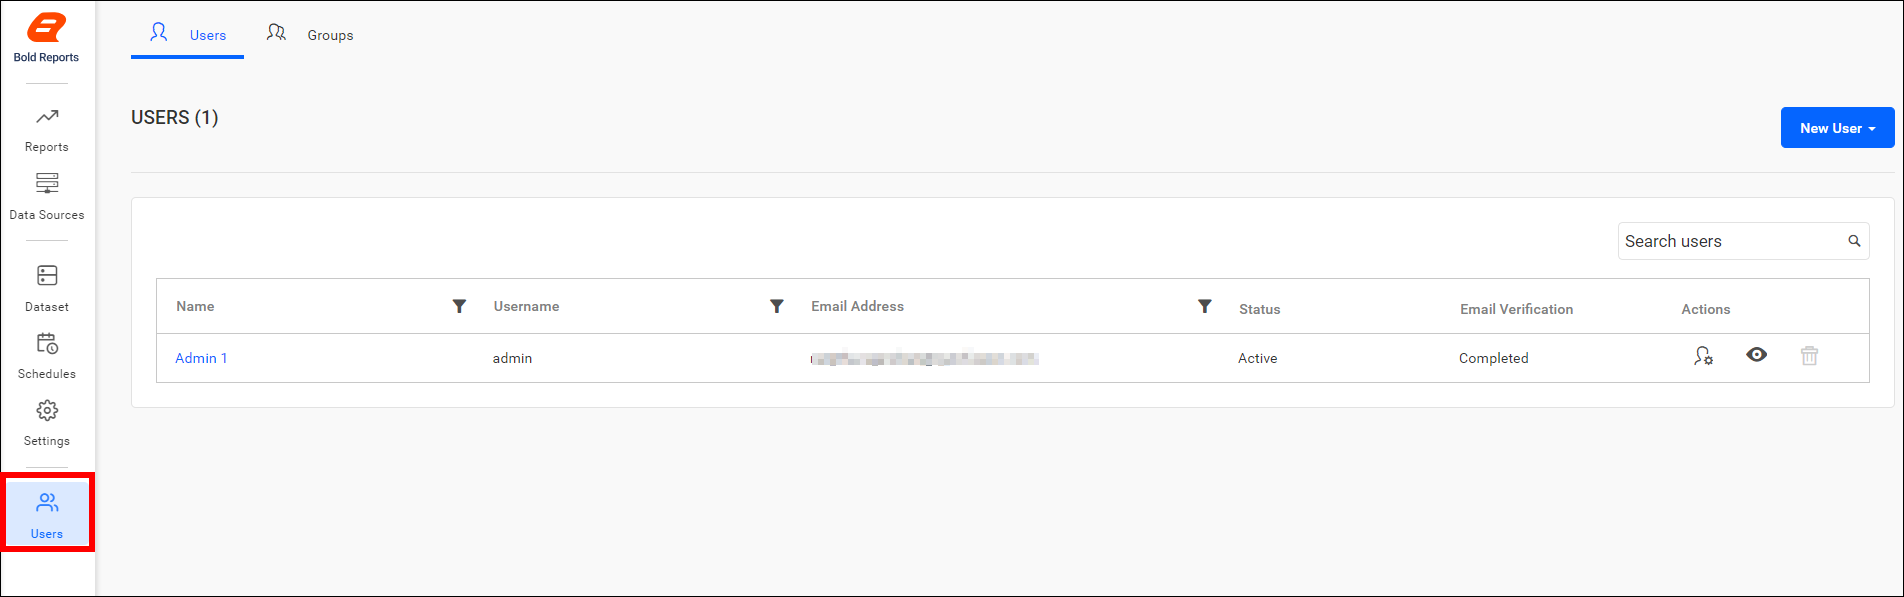 Bold Reports
Reports
Data Sources
Dataset
Schedules
Settings
Users
Users Groups
USERS (1)
New User
Search users
Name Username Email Address Status Email Verification Actions
Admin 1 admin Active Completed